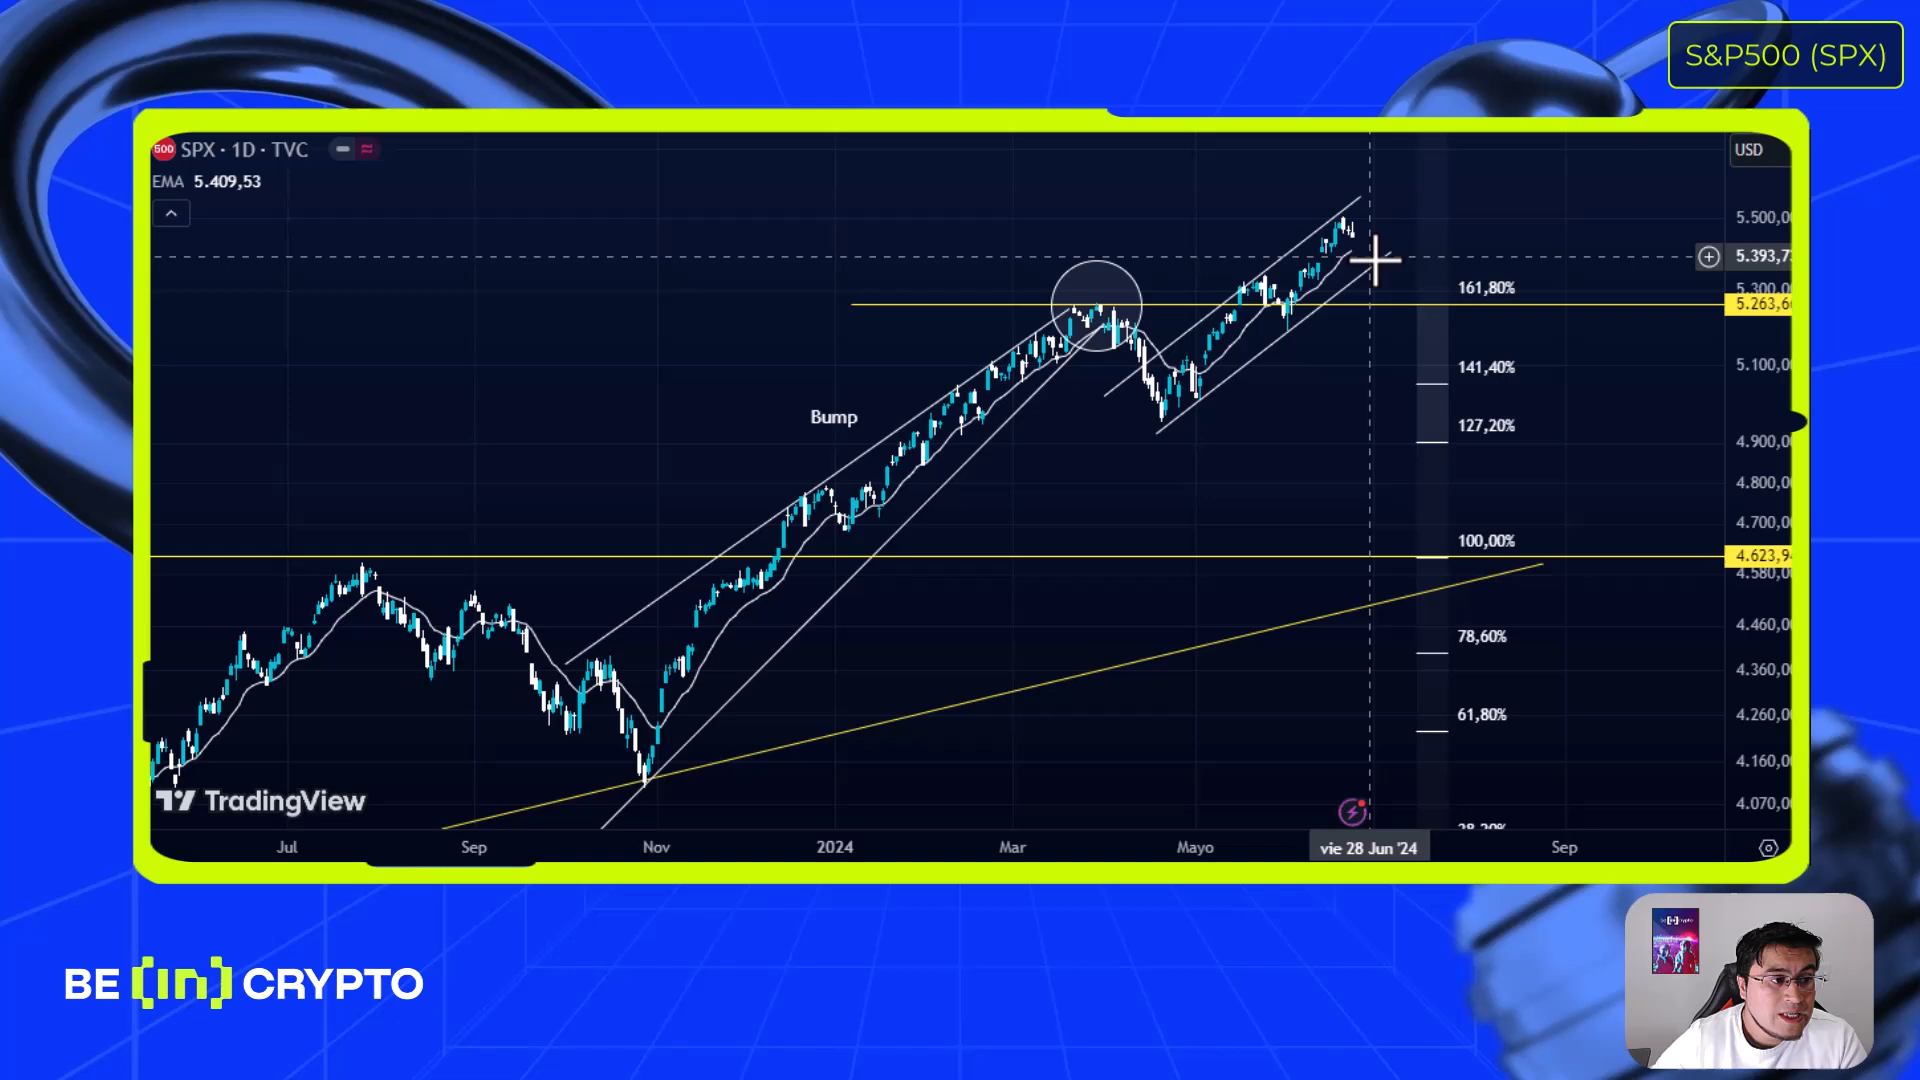 S&P500 (SPX)
500 SPX · 1D · TVC
USD
EMA 5.409,53
5.500,0
5.393,7
161,80%
5.300,0
5.263,6
141,40%
5.100,0
Bump
127,20%
4.900,0
4.800,0
4.700,0
100,00%
4.623,9
4.580,0
4.460,0
78,60%
4.360,0
61,80%
4.260,0
4.160,0
TradingView
4.070,0
Jul
Sep
Nov
2024
Mar
Mayo
vie 28 Jun '24
Sep
BE [In] CRYPTO